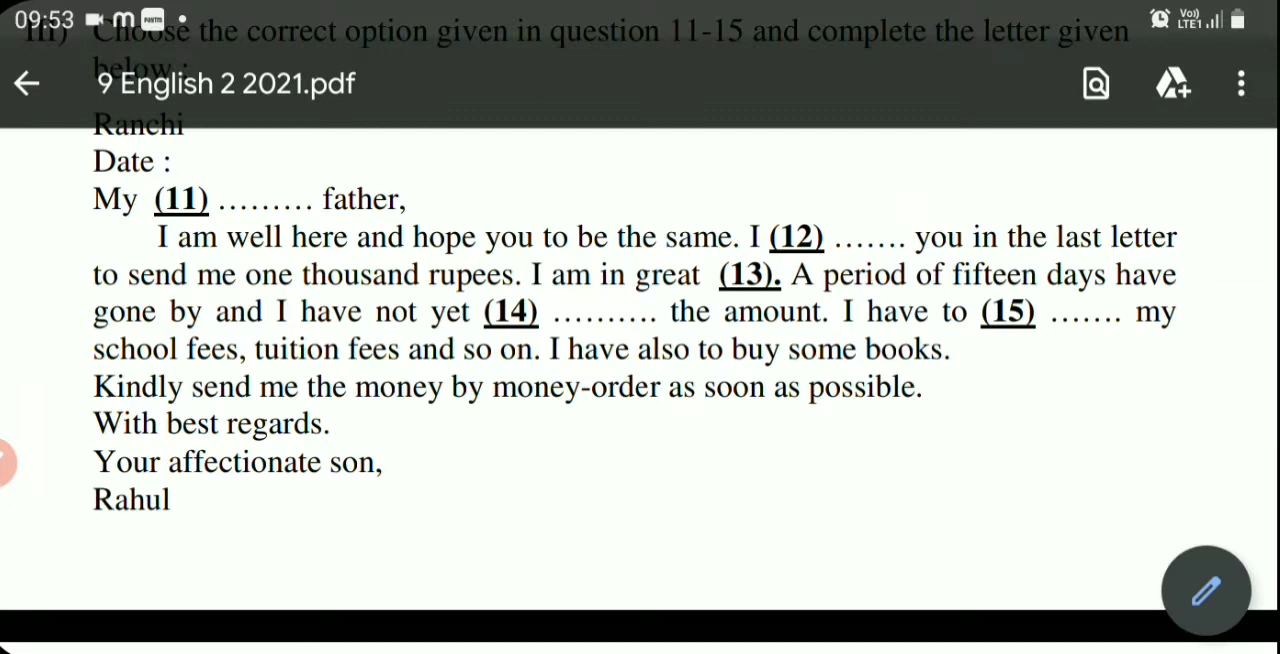 09:53 m paytm • Vo)) LTE1
III) Choose the correct option given in question 11-15 and complete the letter given
below :
9 English 2 2021.pdf
Ranchi
Date :
My (11) ......... father,
I am well here and hope you to be the same. I (12) ....... you in the last letter
to send me one thousand rupees. I am in great (13). A period of fifteen days have
gone by and I have not yet (14) .......... the amount. I have to (15) ....... my
school fees, tuition fees and so on. I have also to buy some books.
Kindly send me the money by money-order as soon as possible.
With best regards.
Your affectionate son,
Rahul